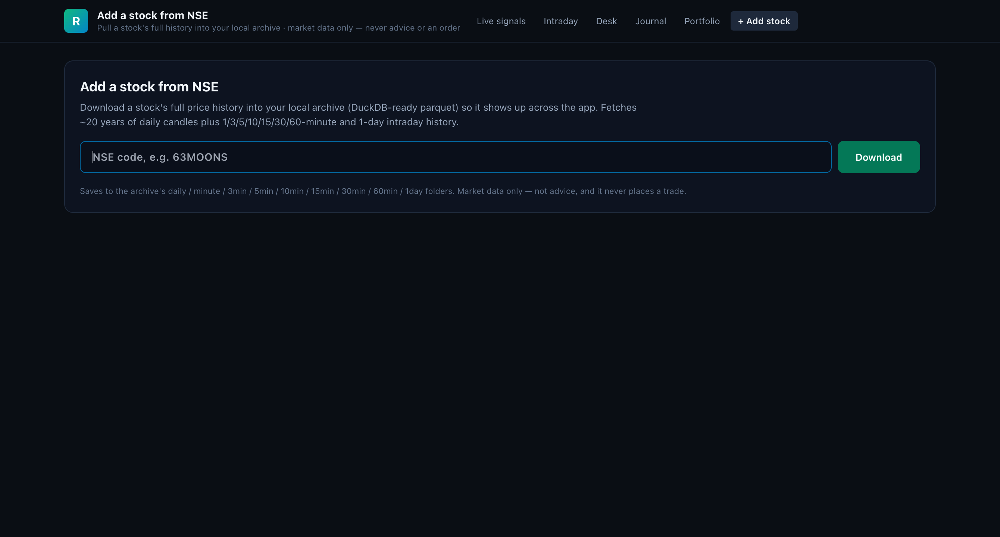 R
Add a stock from NSE
Pull a stock's full history into your local archive · market data only — never advice or an order
Live signals
Intraday
Desk
Journal
Portfolio
+ Add stock
Add a stock from NSE
Download a stock's full price history into your local archive (DuckDB-ready parquet) so it shows up across the app. Fetches
~20 years of daily candles plus 1/3/5/10/15/30/60-minute and 1-day intraday history.
NSE code, e.g. 63MOONS
Download
Saves to the archive's daily / minute / 3min / 5min / 10min / 15min / 30min / 60min / 1day folders. Market data only — not advice, and it never places a trade.